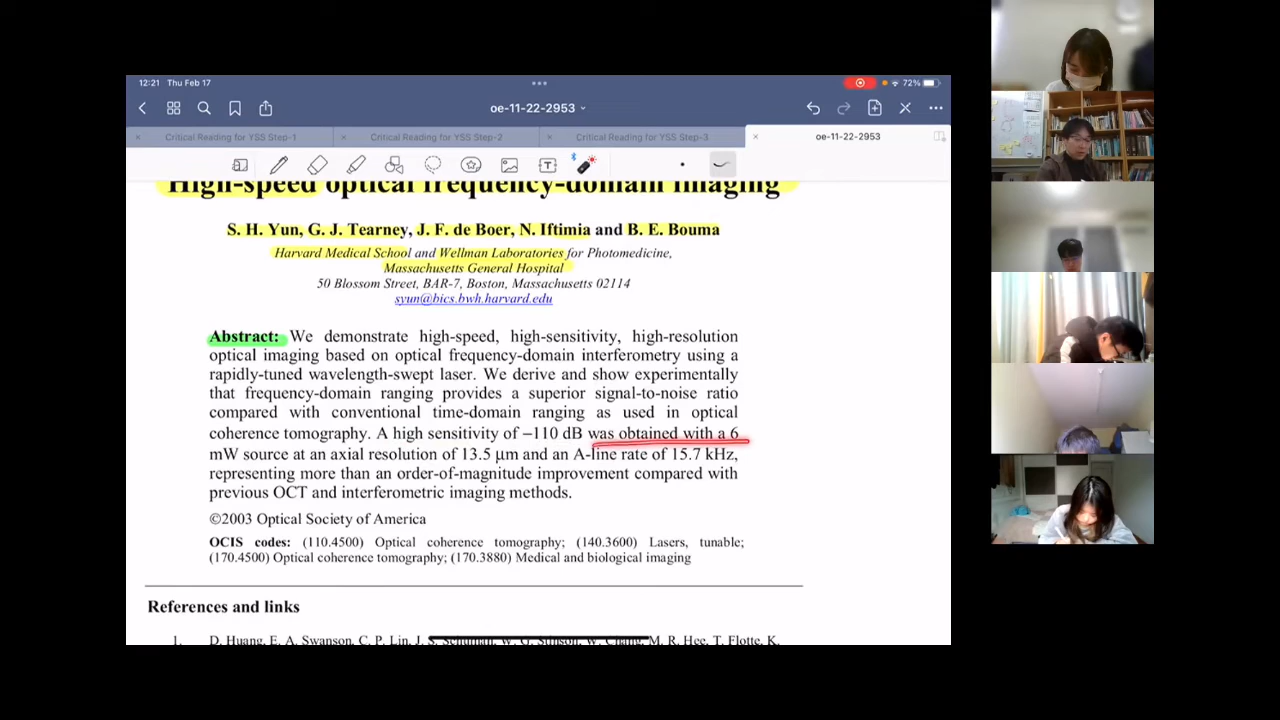 12:21 Thu Feb 17
72%
oe-11-22-2953
Critical Reading for YSS Step-1
Critical Reading for YSS Step-2
Critical Reading for YSS Step-3
oe-11-22-2953
High-speed optical frequency-domain imaging
S. H. Yun, G. J. Tearney, J. F. de Boer, N. Iftimia and B. E. Bouma
Harvard Medical School and Wellman Laboratories for Photomedicine,
Massachusetts General Hospital
50 Blossom Street, BAR-7, Boston, Massachusetts 02114
syun@bics.bwh.harvard.edu
Abstract: We demonstrate high-speed, high-sensitivity, high-resolution
optical imaging based on optical frequency-domain interferometry using a
rapidly-tuned wavelength-swept laser. We derive and show experimentally
that frequency-domain ranging provides a superior signal-to-noise ratio
compared with conventional time-domain ranging as used in optical
coherence tomography. A high sensitivity of −110 dB was obtained with a 6
mW source at an axial resolution of 13.5 µm and an A-line rate of 15.7 kHz,
representing more than an order-of-magnitude improvement compared with
previous OCT and interferometric imaging methods.
©2003 Optical Society of America
OCIS codes: (110.4500) Optical coherence tomography; (140.3600) Lasers, tunable;
(170.4500) Optical coherence tomography; (170.3880) Medical and biological imaging
References and links
1. D. Huang, E. A. Swanson, C. P. Lin, J. S. Schuman, W. G. Stinson, W. Chang, M. R. Hee, T. Flotte, K.